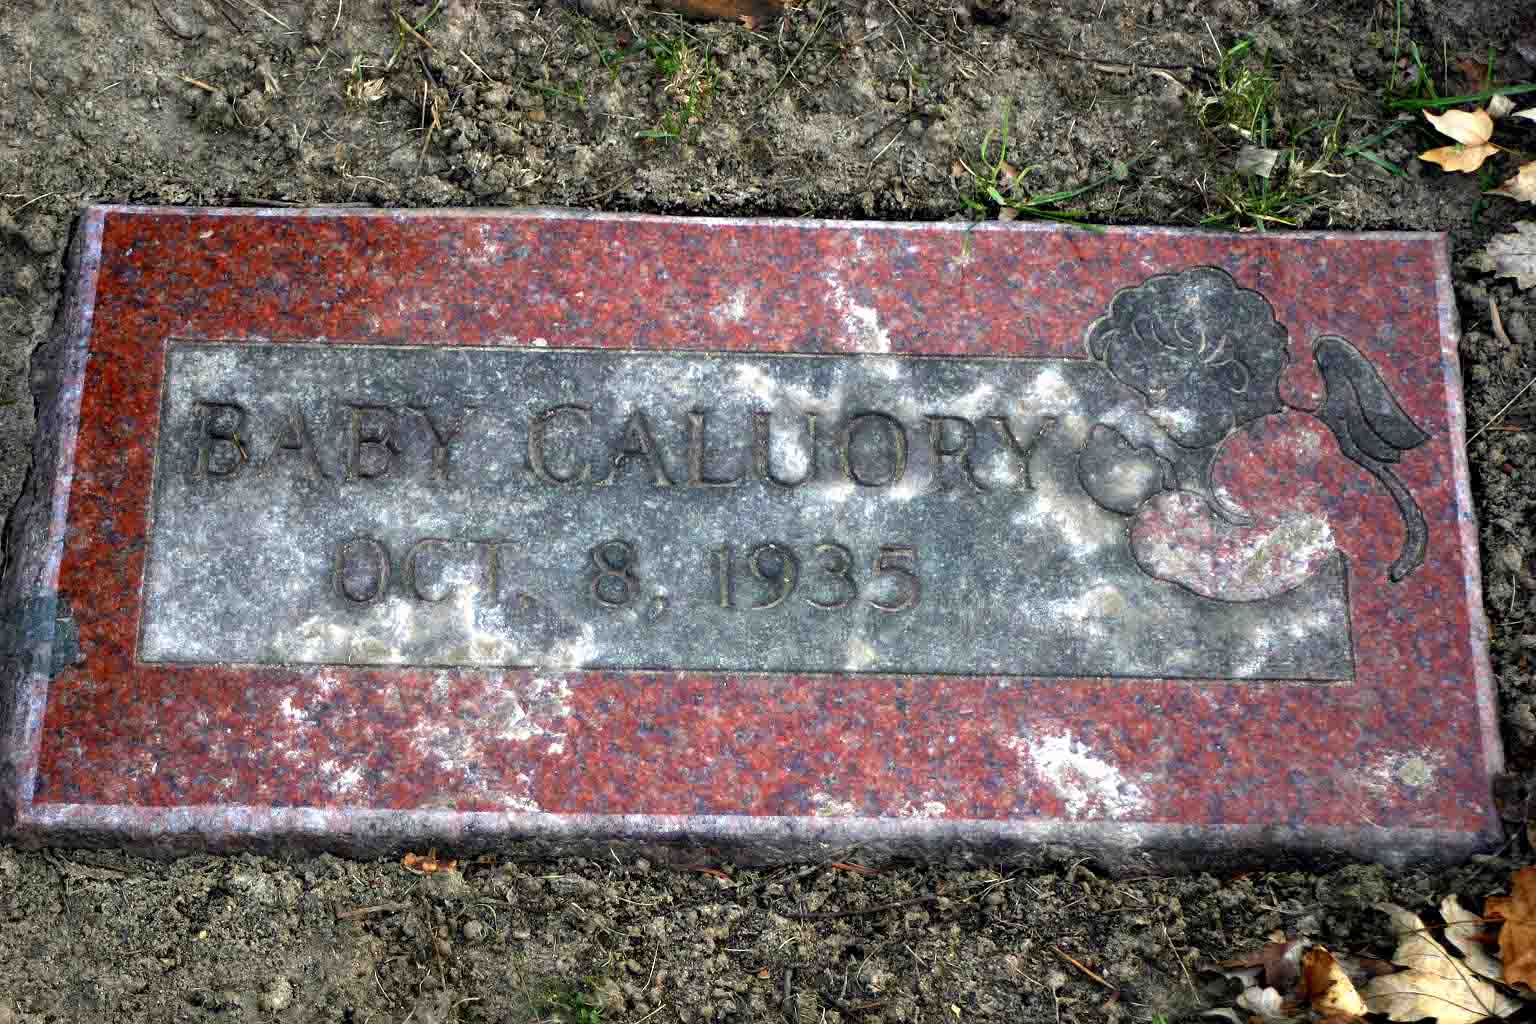 BABY CALUORY
OCT. 8, 1935